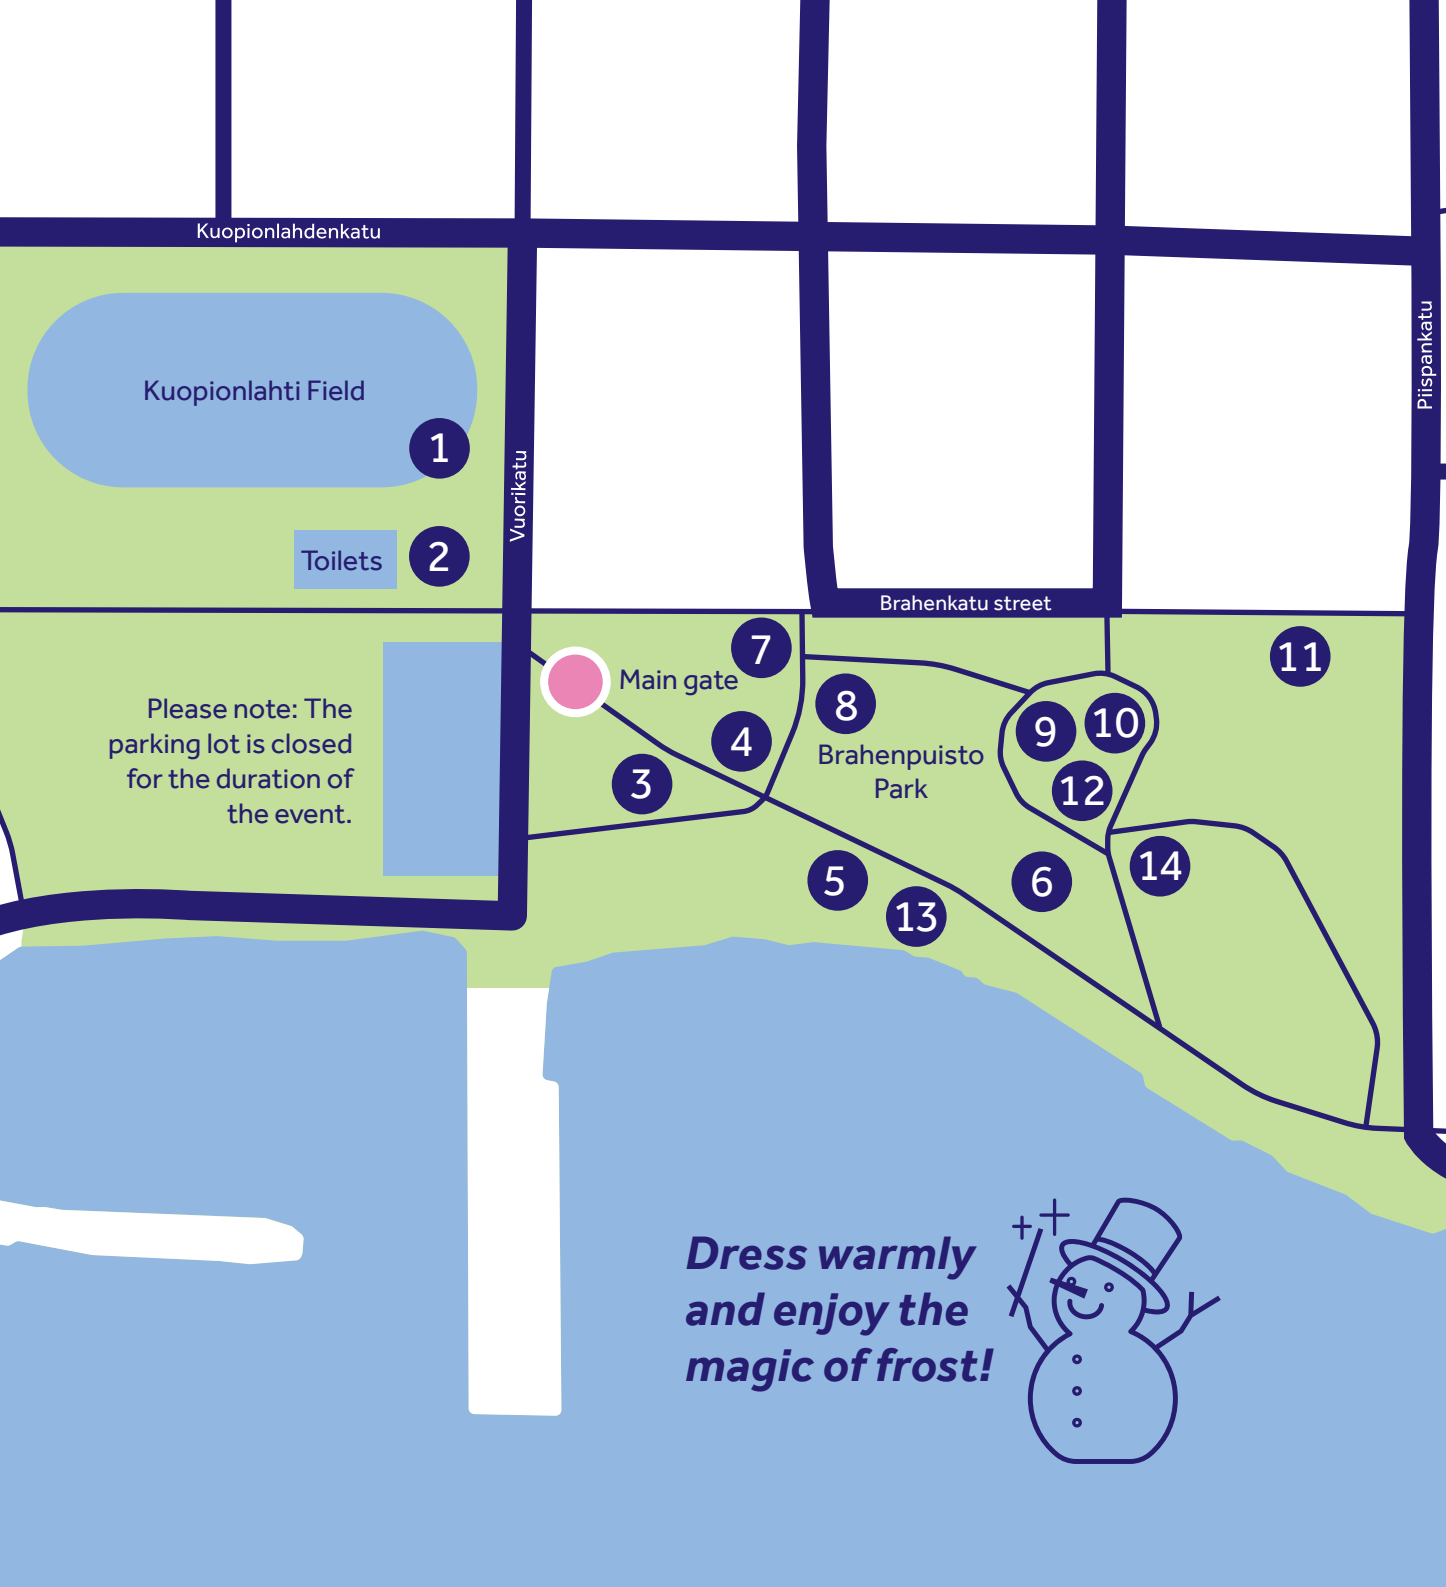 Kuopionlahdenkatu
Piispankatu
Kuopionlahti Field
1
Vuorikatu
Toilets
2
Brahenkatu street
7
11
Main gate
8
Please note: The
parking lot is closed
for the duration of
the event.
4
9
10
Brahenpuisto
Park
3
12
5
6
14
13
Dress warmly
and enjoy the
magic of frost!